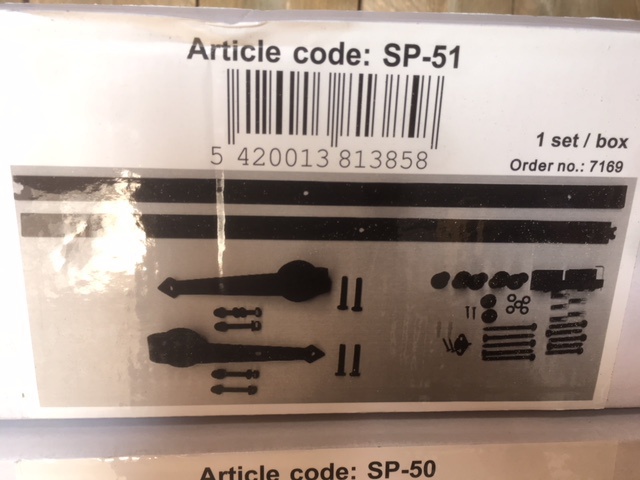 Article code: SP-51
5 420013 813858
1 set / box
Order no.: 7169
Article code: SP-50